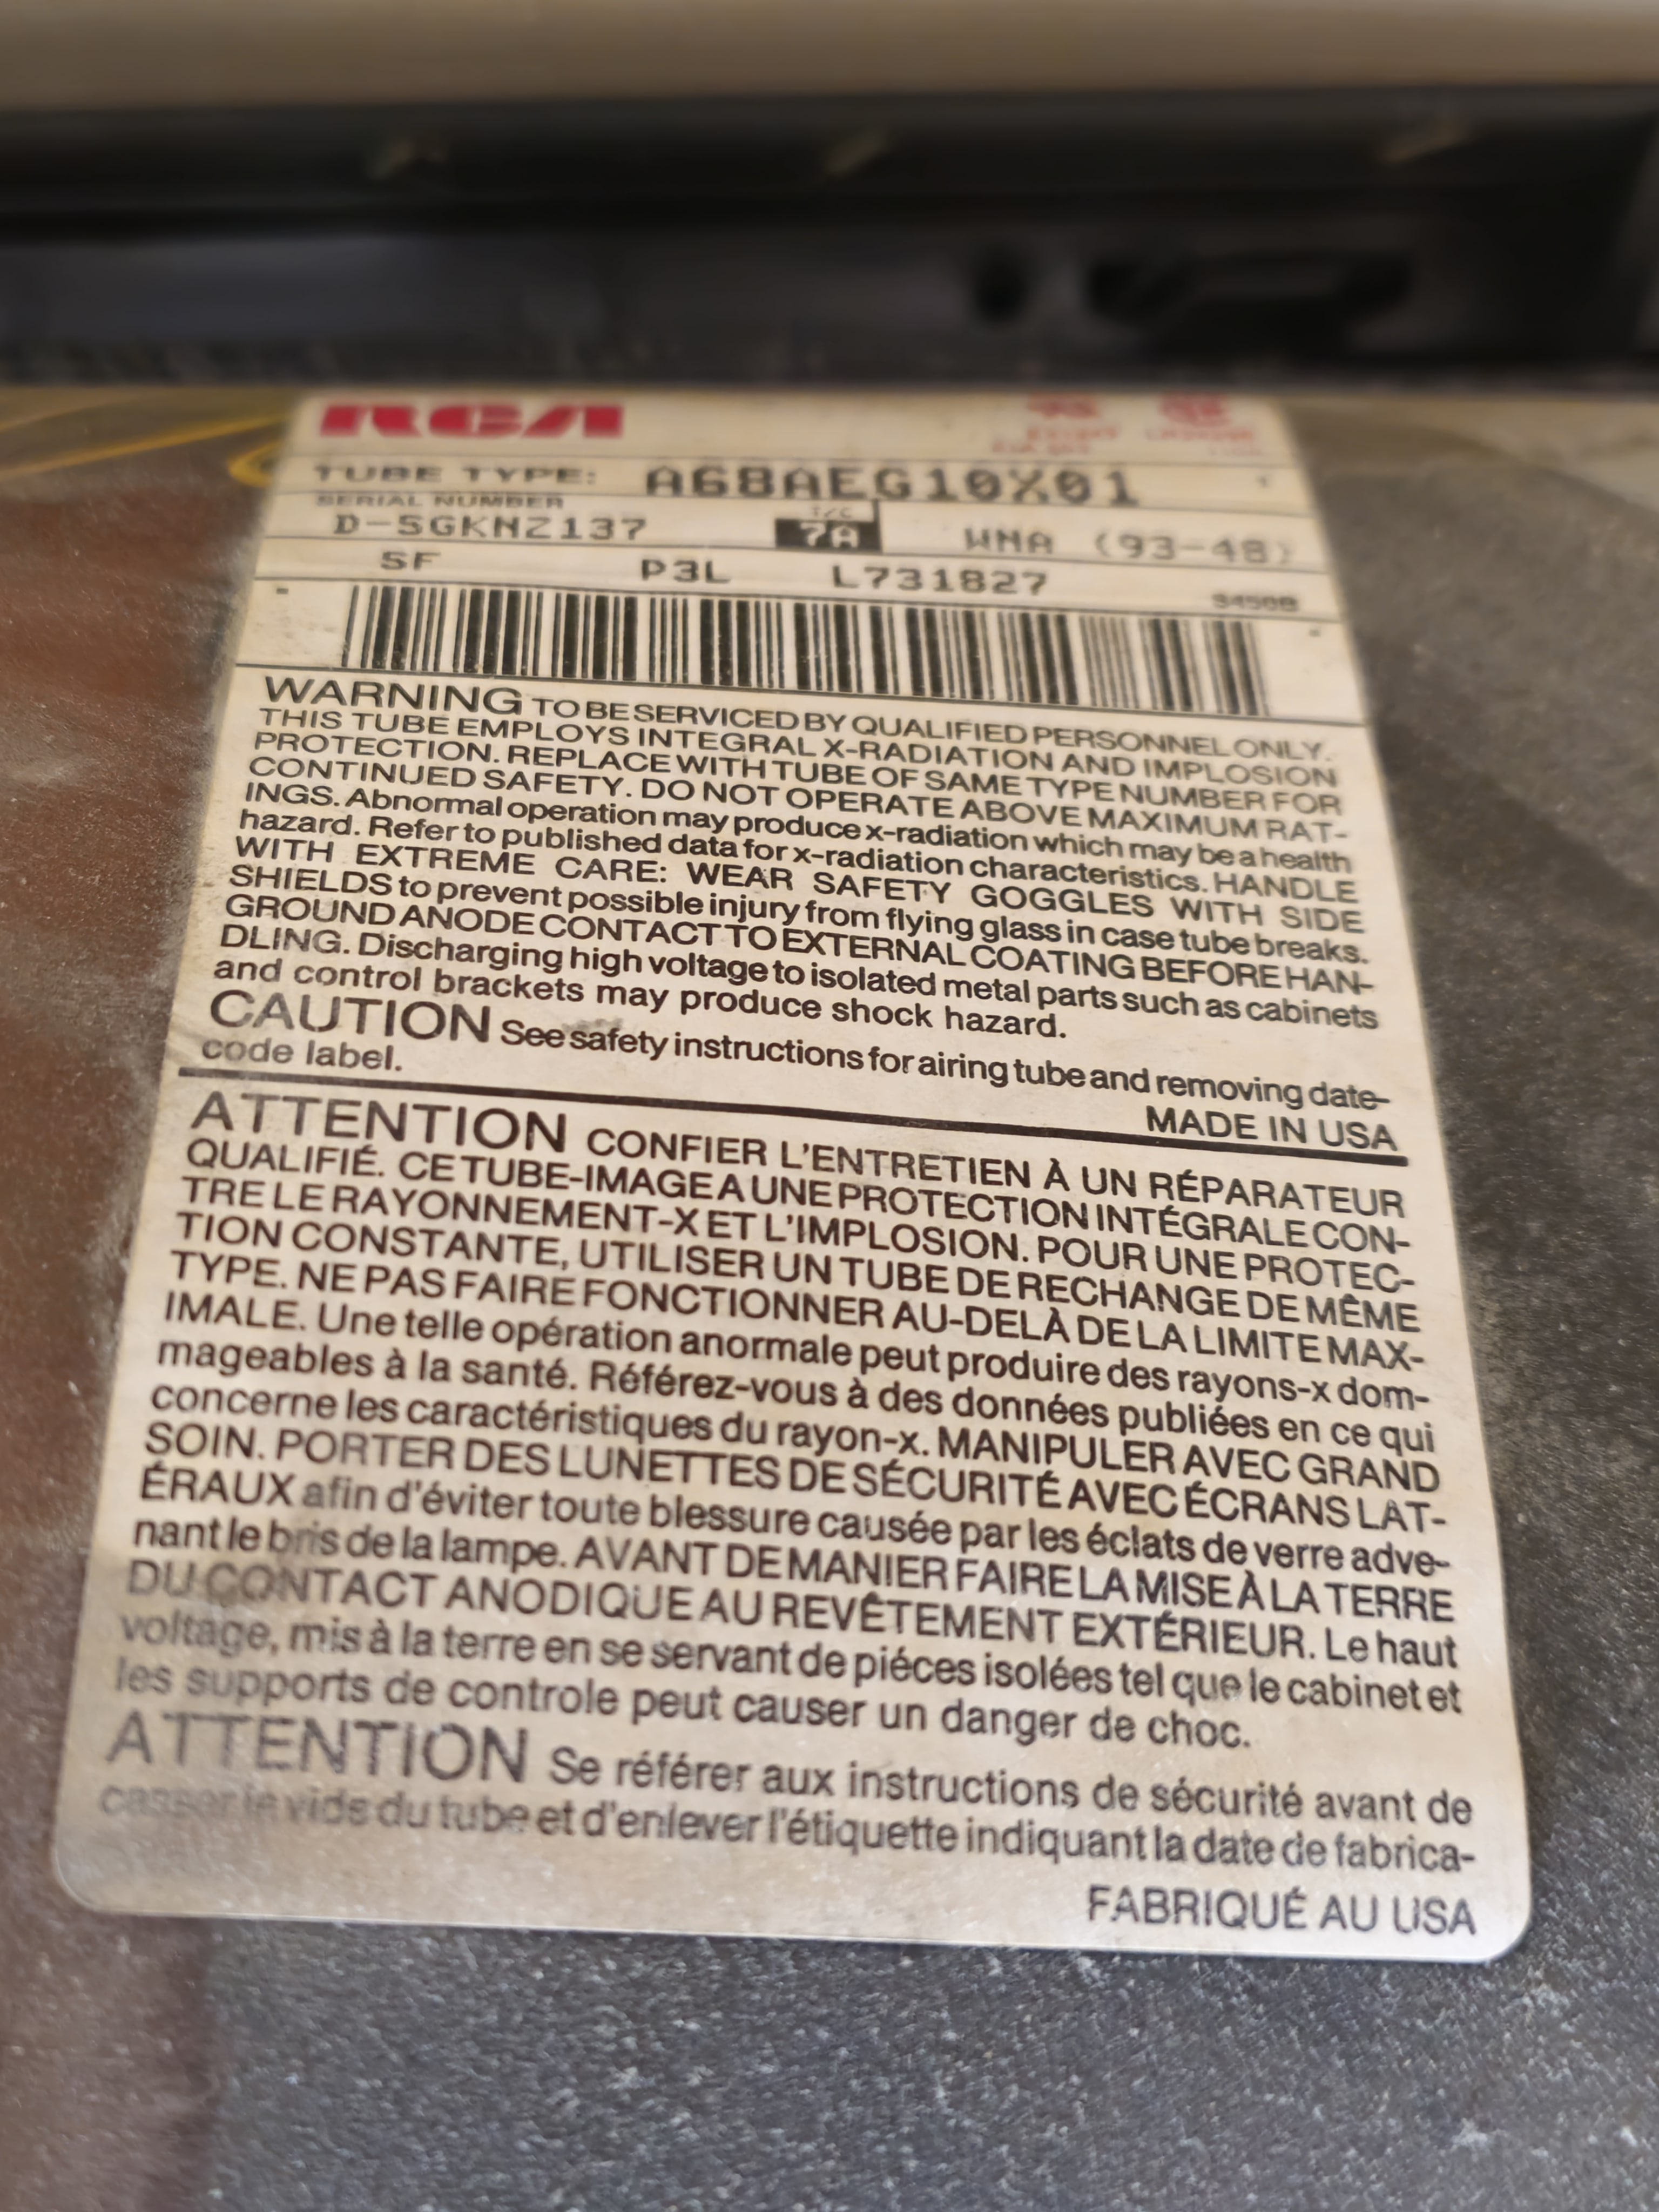 RCA
TUBE TYPE: A68AEG10X01
SERIAL NUMBER
D-SGKNZ137 T/C 7A WNA (93-48)
SF P3L L731827
WARNING TO BE SERVICED BY QUALIFIED PERSONNEL ONLY.
THIS TUBE EMPLOYS INTEGRAL X-RADIATION AND IMPLOSION
PROTECTION. REPLACE WITH TUBE OF SAME TYPE NUMBER FOR
CONTINUED SAFETY. DO NOT OPERATE ABOVE MAXIMUM RAT-
INGS. Abnormal operation may produce x-radiation which may be a health
hazard. Refer to published data for x-radiation characteristics. HANDLE
WITH EXTREME CARE: WEAR SAFETY GOGGLES WITH SIDE
SHIELDS to prevent possible injury from flying glass in case tube breaks.
GROUND ANODE CONTACT TO EXTERNAL COATING BEFORE HAN-
DLING. Discharging high voltage to isolated metal parts such as cabinets
and control brackets may produce shock hazard.
CAUTION See safety instructions for airing tube and removing date-
code label.
MADE IN USA
ATTENTION CONFIER L'ENTRETIEN À UN RÉPARATEUR
QUALIFIÉ. CE TUBE-IMAGE A UNE PROTECTION INTÉGRALE CON-
TRE LE RAYONNEMENT-X ET L'IMPLOSION. POUR UNE PROTEC-
TION CONSTANTE, UTILISER UN TUBE DE RECHANGE DE MÊME
TYPE. NE PAS FAIRE FONCTIONNER AU-DELÀ DE LA LIMITE MAX-
IMALE. Une telle opération anormale peut produire des rayons-x dom-
mageables à la santé. Référez-vous à des données publiées en ce qui
concerne les caractéristiques du rayon-x. MANIPULER AVEC GRAND
SOIN. PORTER DES LUNETTES DE SÉCURITÉ AVEC ÉCRANS LAT-
ÉRAUX afin d'éviter toute blessure causée par les éclats de verre adve-
nant le bris de la lampe. AVANT DE MANIER FAIRE LA MISE À LA TERRE
DU CONTACT ANODIQUE AU REVÊTEMENT EXTÉRIEUR. Le haut
voltage, mis à la terre en se servant de piéces isolées tel que le cabinet et
les supports de controle peut causer un danger de choc.
ATTENTION Se référer aux instructions de sécurité avant de
casser le vide du tube et d'enlever l'étiquette indiquant la date de fabrica-
FABRIQUÉ AU USA